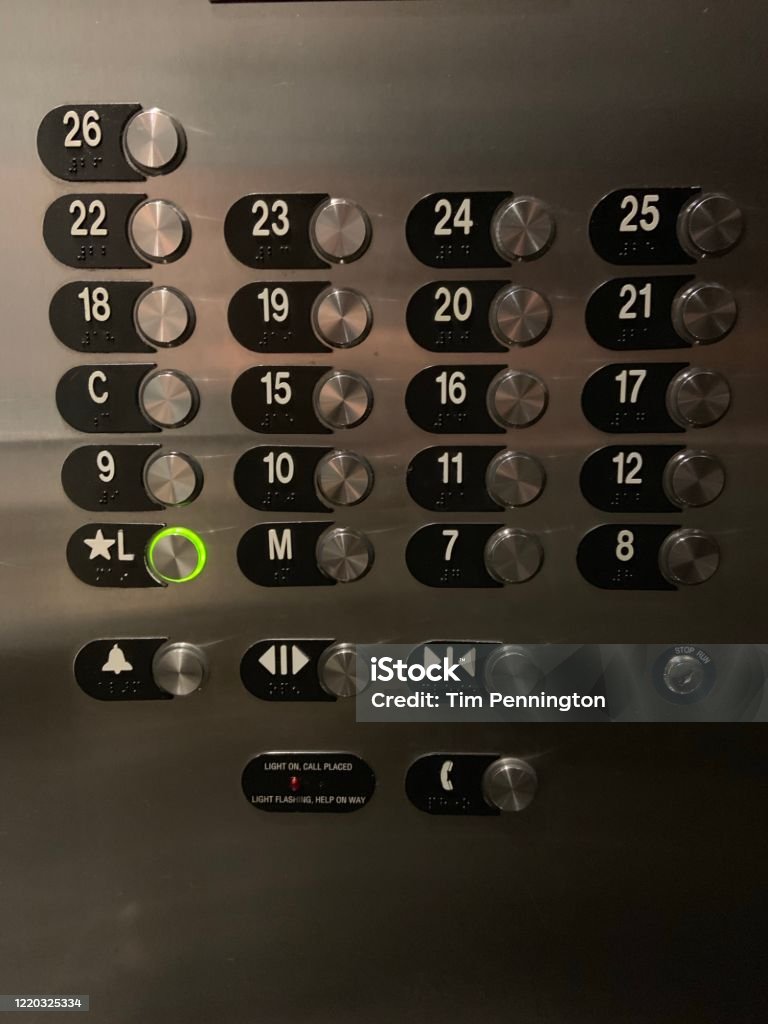 26
22 23 24 25
18 19 20 21
C 15 16 17
9 10 11 12
★L M 7 8
STOP RUN
iStock™
Credit: Tim Pennington
LIGHT ON, CALL PLACED
LIGHT FLASHING, HELP ON WAY
1220325334